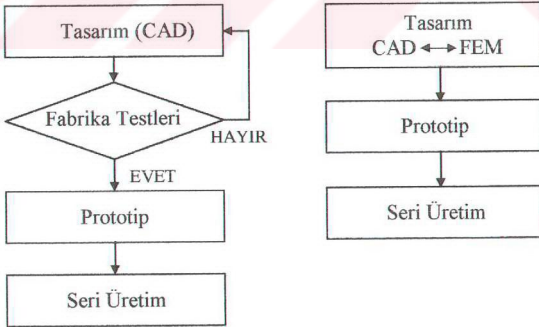 Tasarım (CAD)
Fabrika Testleri
HAYIR
EVET
Prototip
Seri Üretim
Tasarım
CAD ↔ FEM
Prototip
Seri Üretim